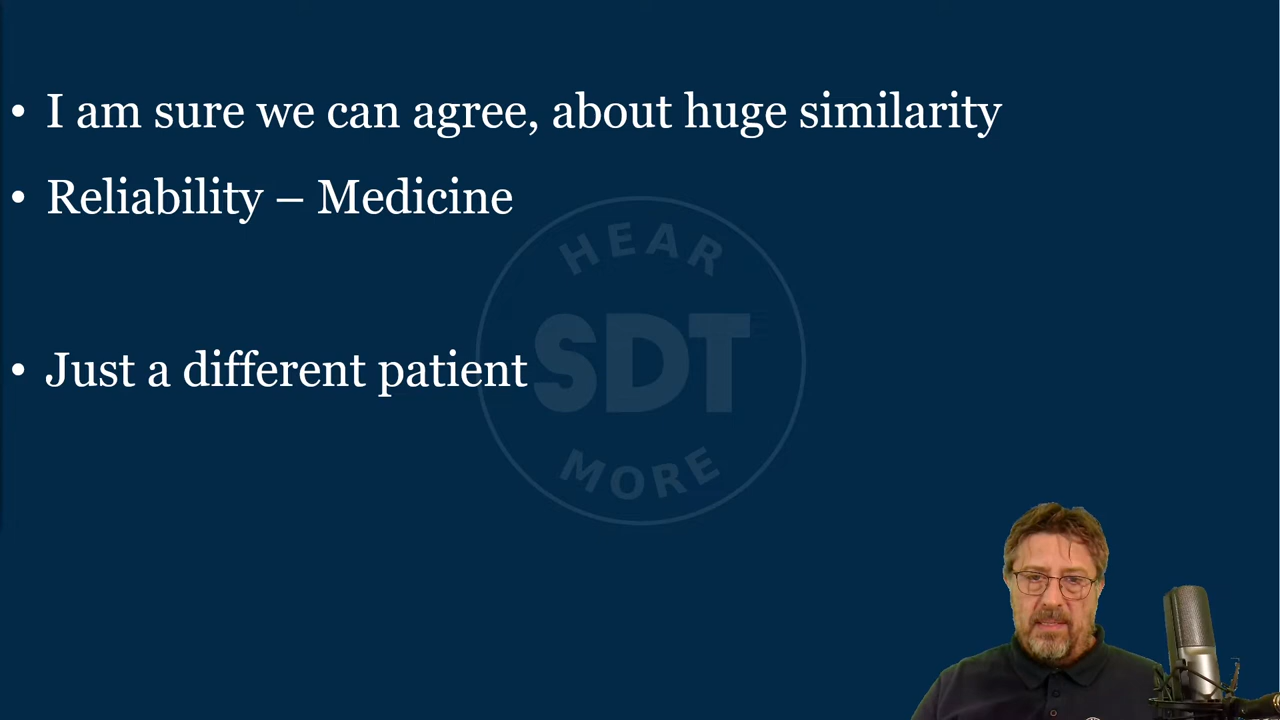 • I am sure we can agree, about huge similarity
• Reliability – Medicine
HEAR
SDT
• Just a different patient
MORE